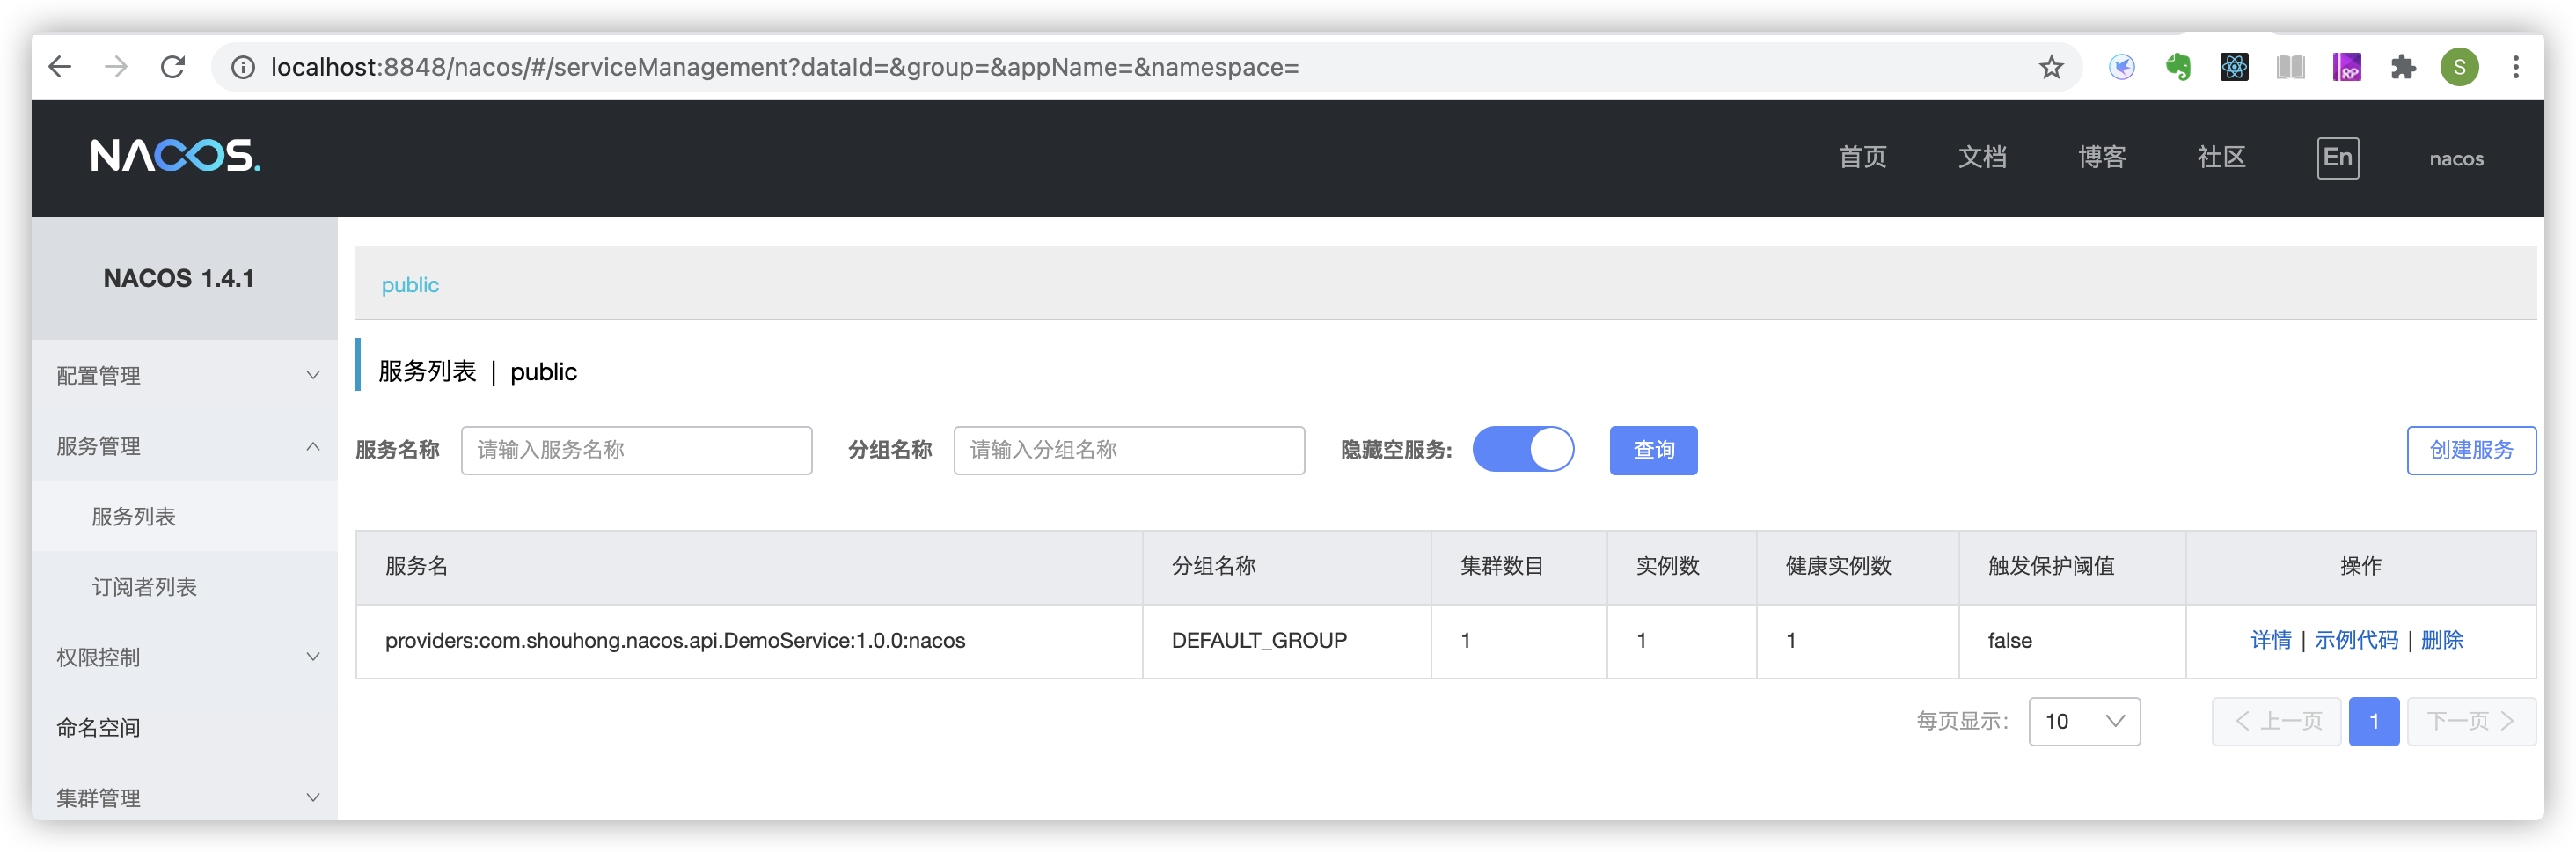 localhost:8848/nacos/#/serviceManagement?dataId=&group=&appName=&namespace=
RP
S
NACOS.
首页 文档 博客 社区 En nacos
NACOS 1.4.1
public
服务列表 | public
配置管理
服务管理
服务列表
订阅者列表
权限控制
命名空间
集群管理
服务名称 请输入服务名称 分组名称 请输入分组名称 隐藏空服务: 查询 创建服务
服务名 分组名称 集群数目 实例数 健康实例数 触发保护阈值 操作
providers:com.shouhong.nacos.api.DemoService:1.0.0:nacos DEFAULT_GROUP 1 1 1 false 详情 | 示例代码 | 删除
每页显示: 10 上一页 1 下一页